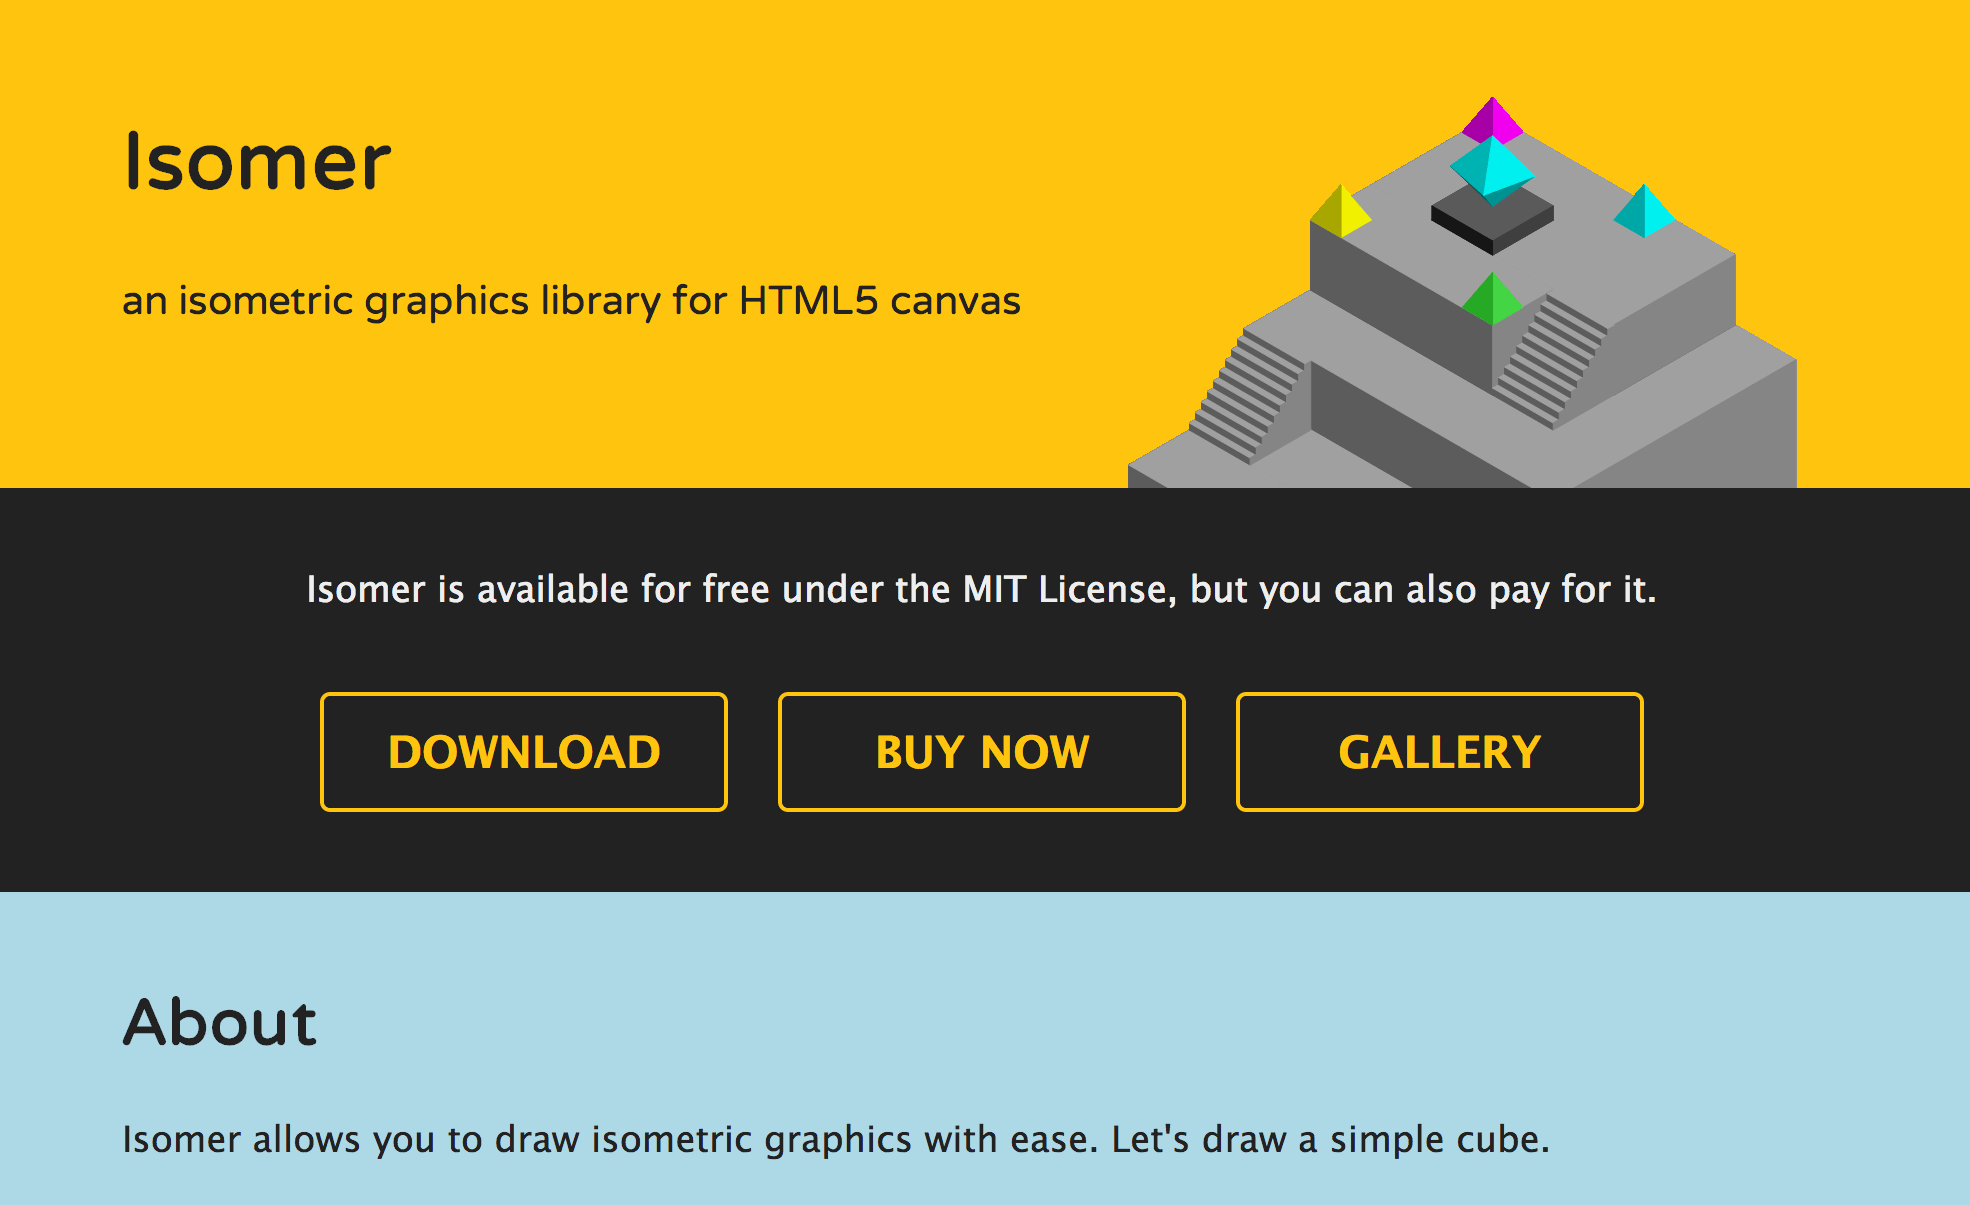 Isomer
an isometric graphics library for HTML5 canvas
Isomer is available for free under the MIT License, but you can also pay for it.
DOWNLOAD
BUY NOW
GALLERY
About
Isomer allows you to draw isometric graphics with ease. Let's draw a simple cube.